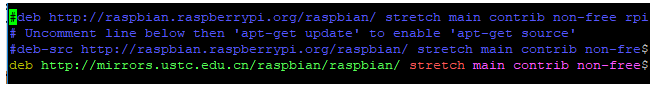 #deb http://raspbian.raspberrypi.org/raspbian/ stretch main contrib non-free rpi
# Uncomment line below then 'apt-get update' to enable 'apt-get source'
#deb-src http://raspbian.raspberrypi.org/raspbian/ stretch main contrib non-fre$
deb http://mirrors.ustc.edu.cn/raspbian/raspbian/ stretch main contrib non-free$